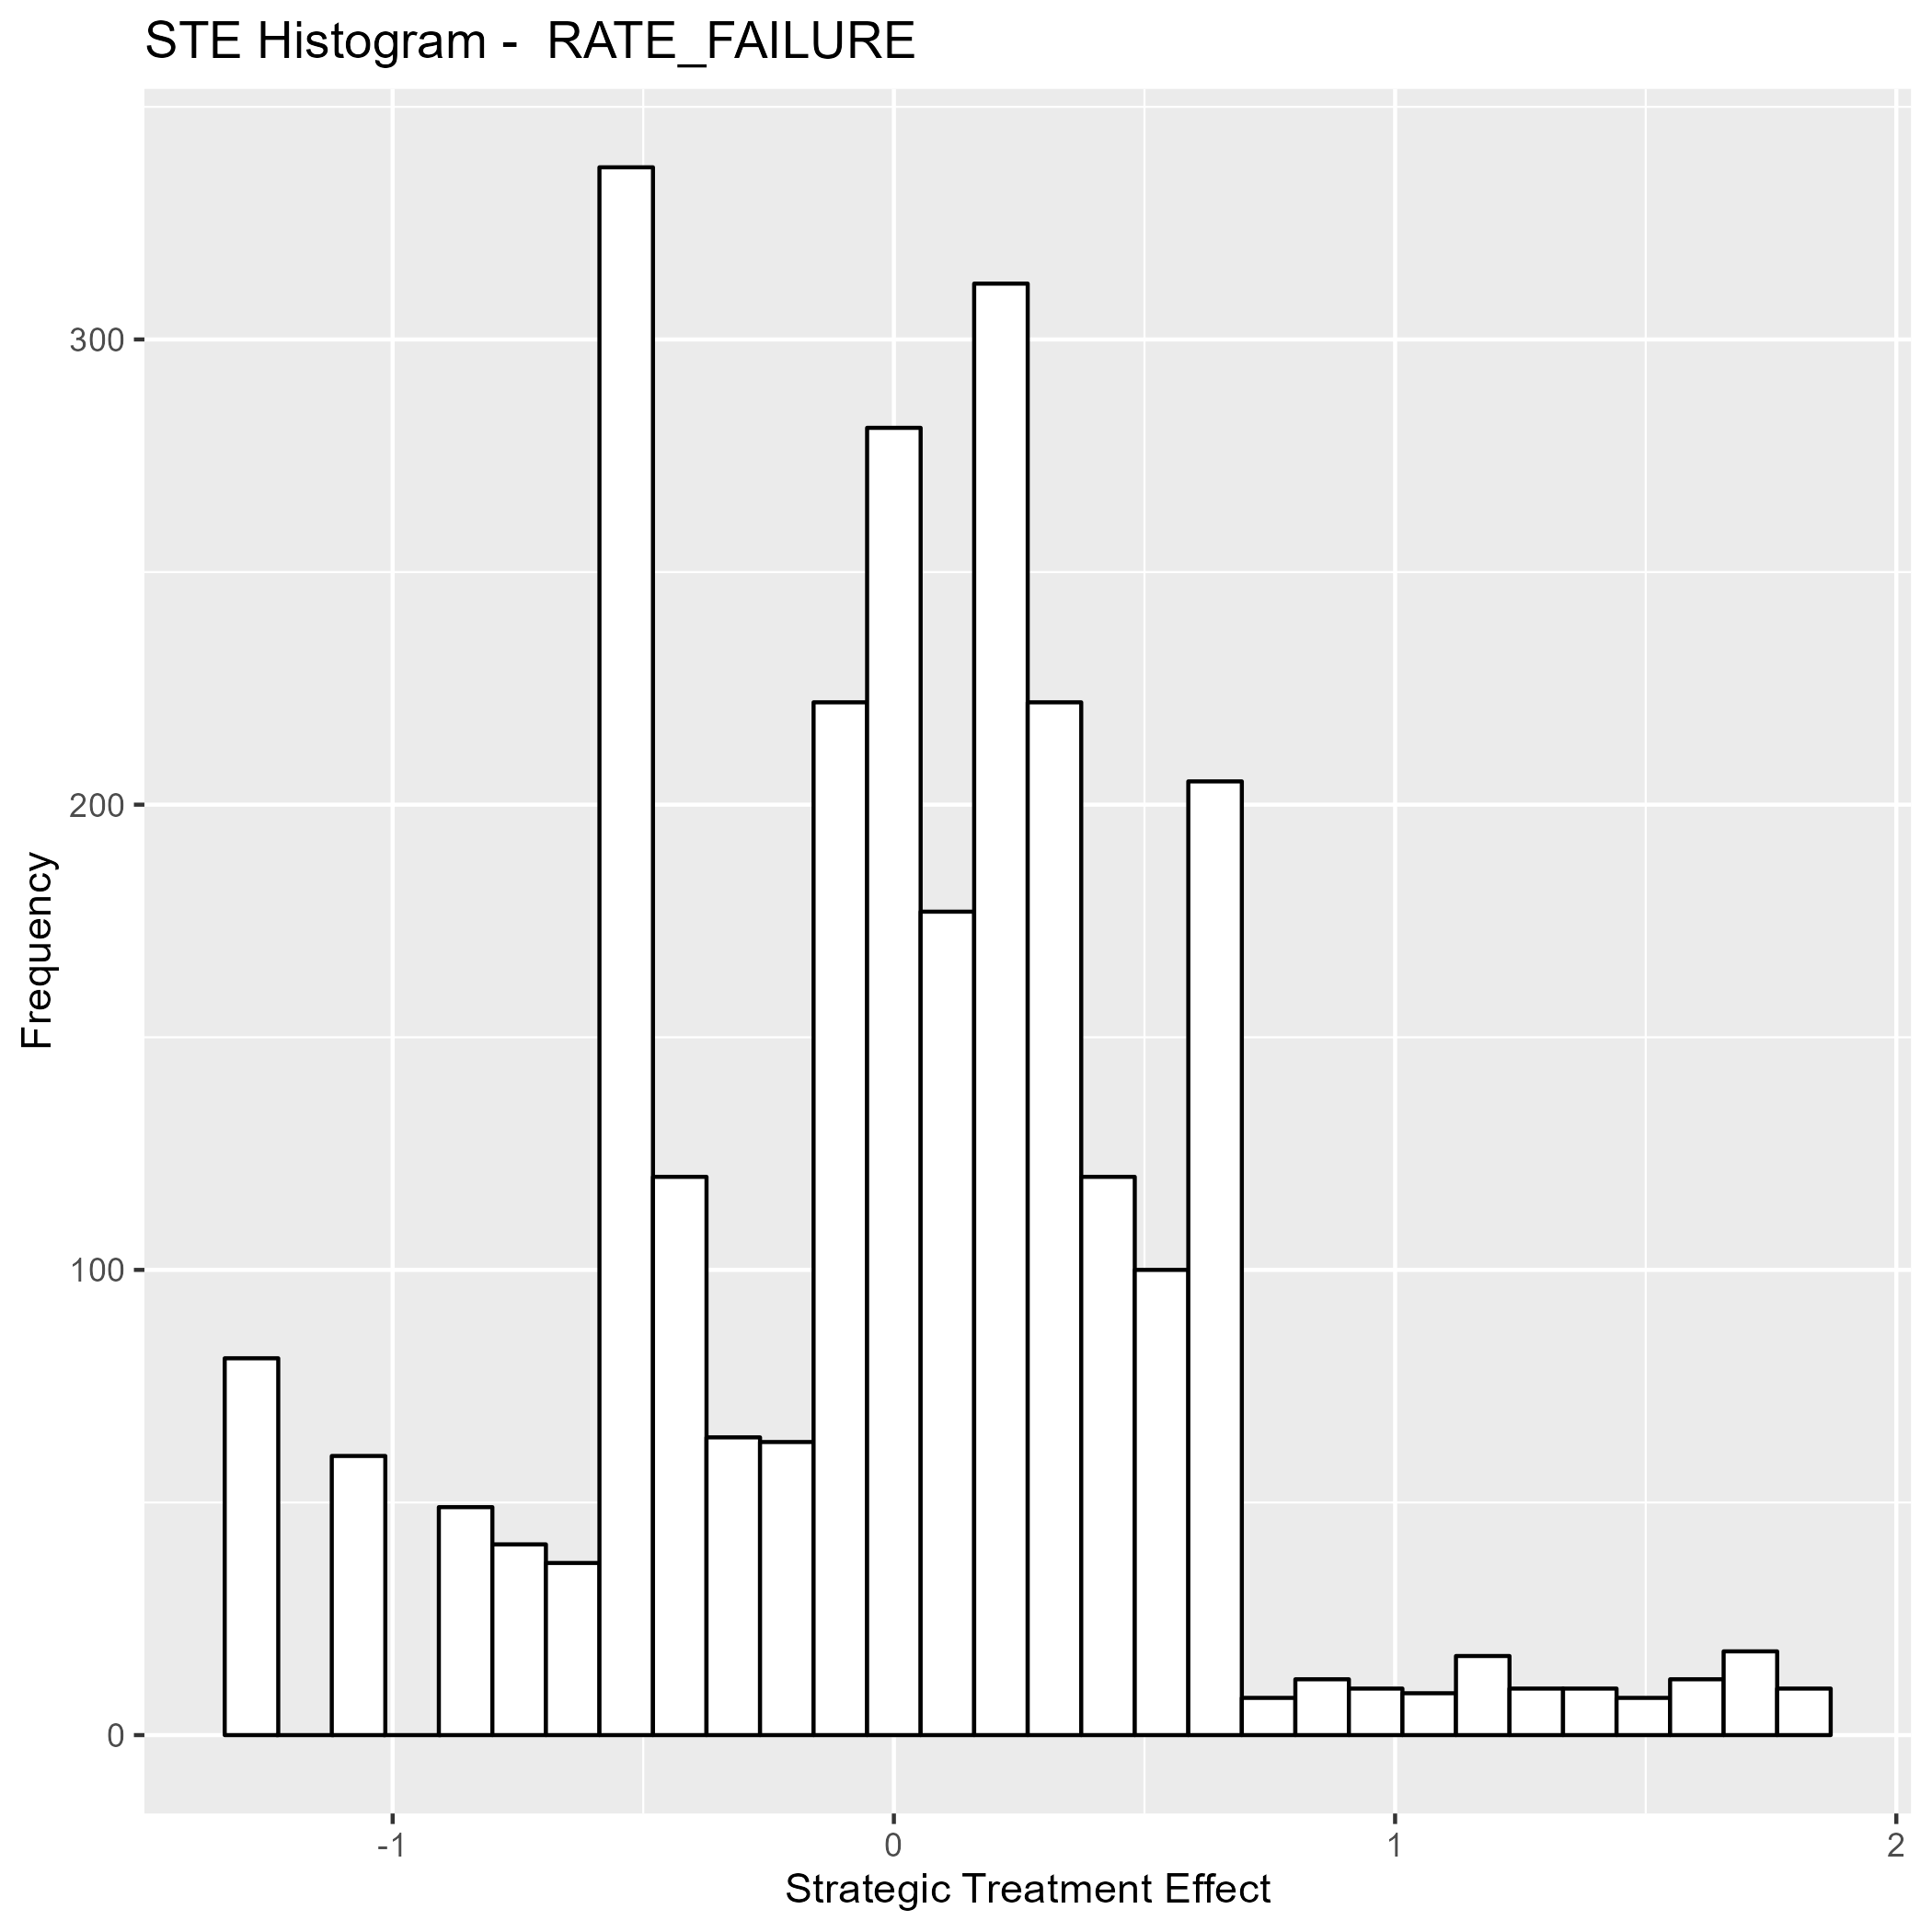 STE Histogram -  RATE_FAILURE
300
200
100
0
Frequency
-1
0
1
2
Strategic Treatment Effect